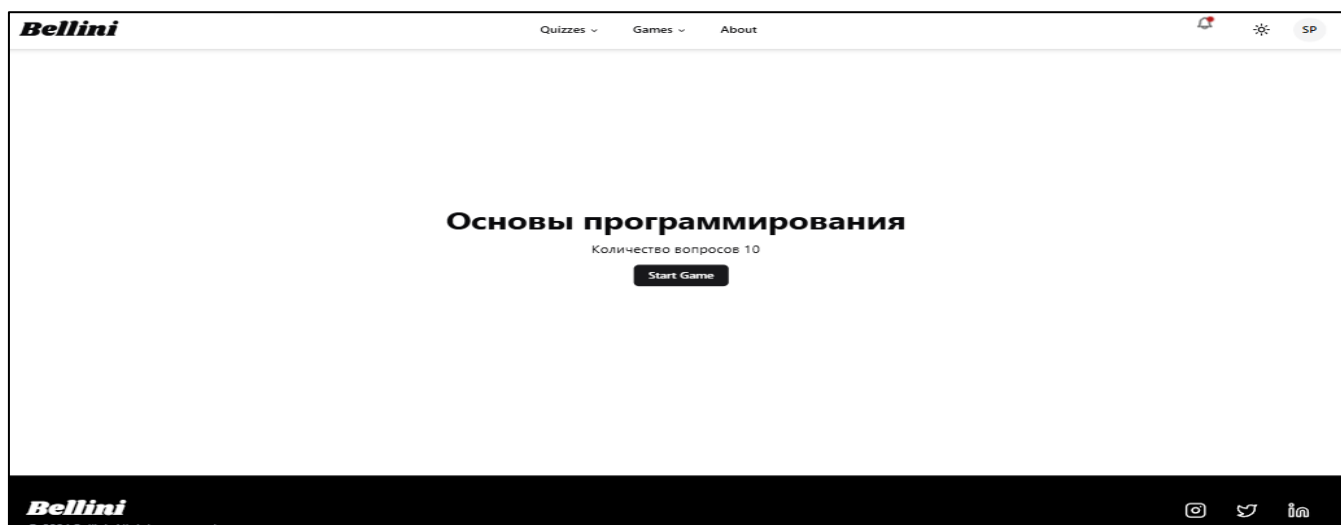 Bellini
Quizzes
Games
About
SP
Основы программирования
Количество вопросов 10
Start Game
Bellini